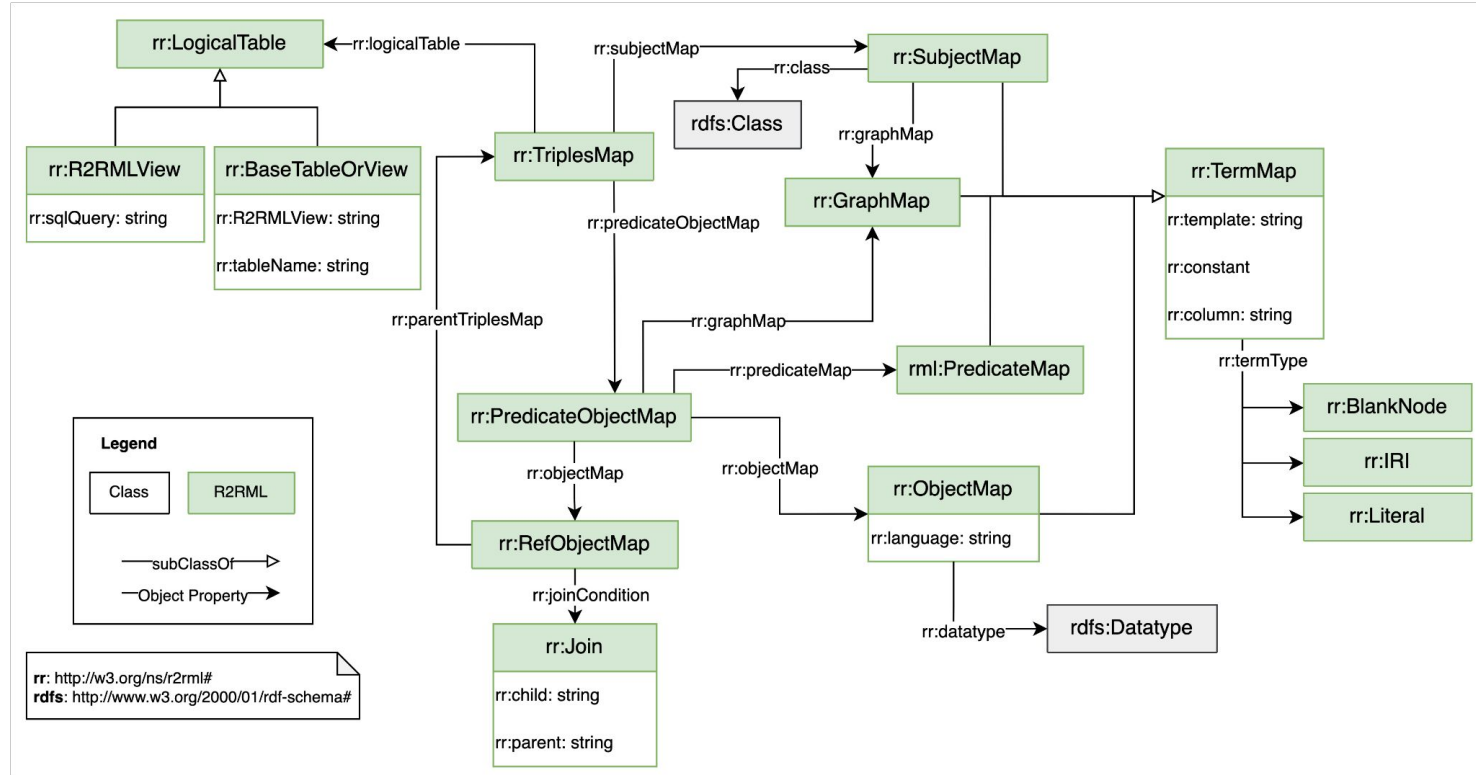 rr:LogicalTable
rr:logicalTable
rr:subjectMap
rr:SubjectMap
rr:class
rdfs:Class
rr:graphMap
rr:TriplesMap
rr:R2RMLView
rr:sqlQuery: string
rr:BaseTableOrView
rr:R2RMLView: string
rr:tableName: string
rr:predicateObjectMap
rr:GraphMap
rr:TermMap
rr:template: string
rr:constant
rr:column: string
rr:parentTriplesMap
rr:graphMap
rr:predicateMap
rml:PredicateMap
rr:termType
rr:BlankNode
rr:IRI
rr:Literal
rr:PredicateObjectMap
rr:objectMap
rr:objectMap
rr:ObjectMap
rr:language: string
rr:RefObjectMap
rr:joinCondition
rr:datatype
rdfs:Datatype
rr:Join
rr:child: string
rr:parent: string
Legend
Class
R2RML
subClassOf
Object Property
rr: http://w3.org/ns/r2rml#
rdfs: http://www.w3.org/2000/01/rdf-schema#